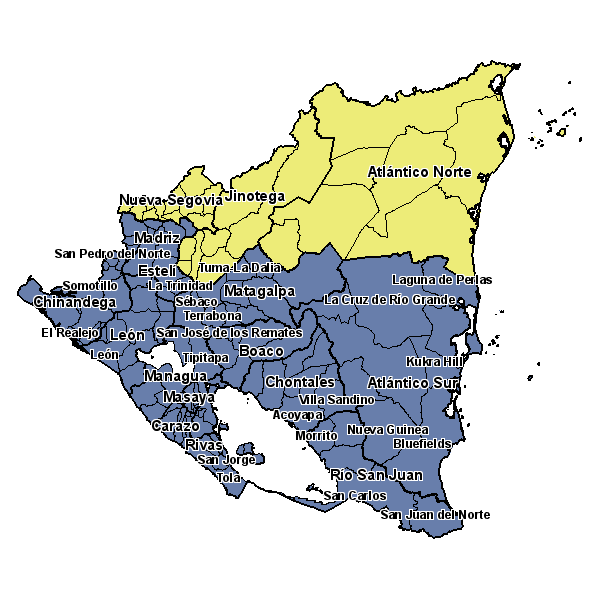 Atlántico Norte
Nueva Segovia
Jinotega
Madriz
San Pedro del Norte
Estelí
Tuma-La Dalia
Laguna de Perlas
Somotillo
La Trinidad
Matagalpa
Chinandega
Sebaco
La Cruz de Río Grande
Terrabona
El Realejo
León
San José de los Remates
León
Tipitapa
Boaco
Kukra Hill
Managua
Chontales
Atlántico Sur
Masaya
Villa Sandino
Acoyapa
Carazo
Morrito
Nueva Guinea
Rivas
Bluefields
San Jorge
Tola
Río San Juan
San Carlos
San Juan del Norte